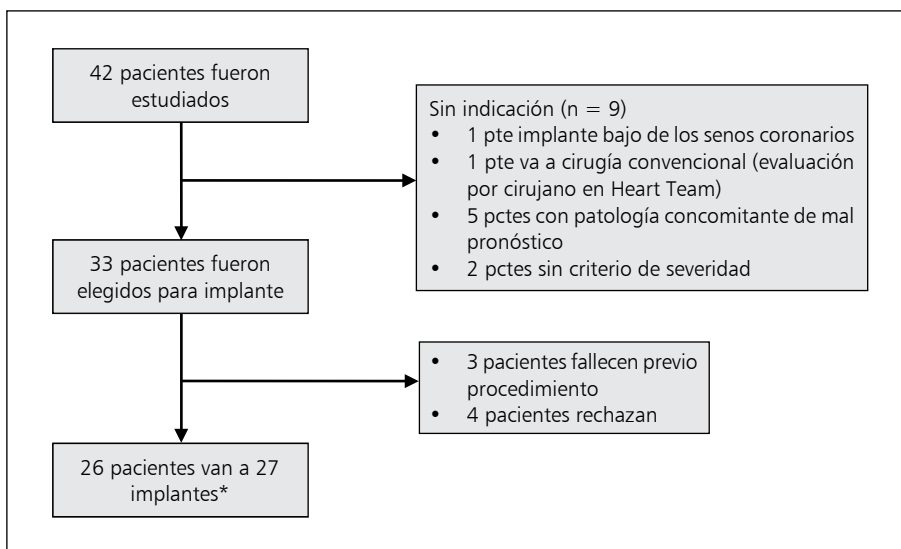 42 pacientes fueron
estudiados
Sin indicación (n = 9)
• 1 pte implante bajo de los senos coronarios
• 1 pte va a cirugía convencional (evaluación
por cirujano en Heart Team)
• 5 pctes con patología concomitante de mal
pronóstico
• 2 pctes sin criterio de severidad
33 pacientes fueron
elegidos para implante
• 3 pacientes fallecen previo
procedimiento
• 4 pacientes rechazan
26 pacientes van a 27
implantes*